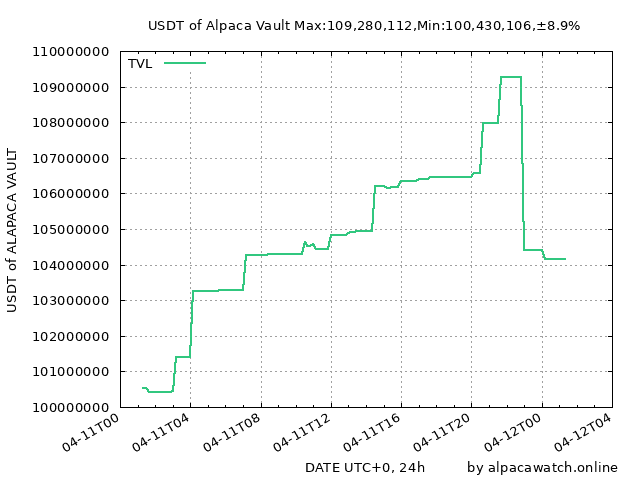 USDT of Alpaca Vault Max:109,280,112,Min:100,430,106,±8.9%
TVL
110000000
109000000
108000000
107000000
106000000
105000000
104000000
103000000
102000000
101000000
100000000
USDT of ALAPACA VAULT
04-11T00
04-11T04
04-11T08
04-11T12
04-11T16
04-11T20
04-12T00
04-12T04
DATE UTC+0, 24h
by alpacawatch.online